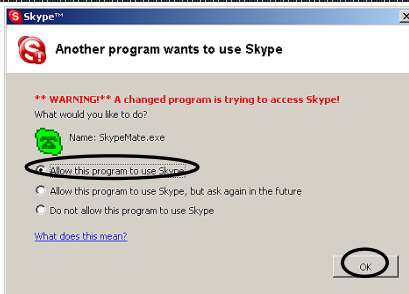 Skype™
Another program wants to use Skype
** WARNING!** A changed program is trying to access Skype!
What would you like to do?
Name: SkypeMate.exe
Allow this program to use Skype
Allow this program to use Skype, but ask again in the future
Do not allow this program to use Skype
What does this mean?
OK